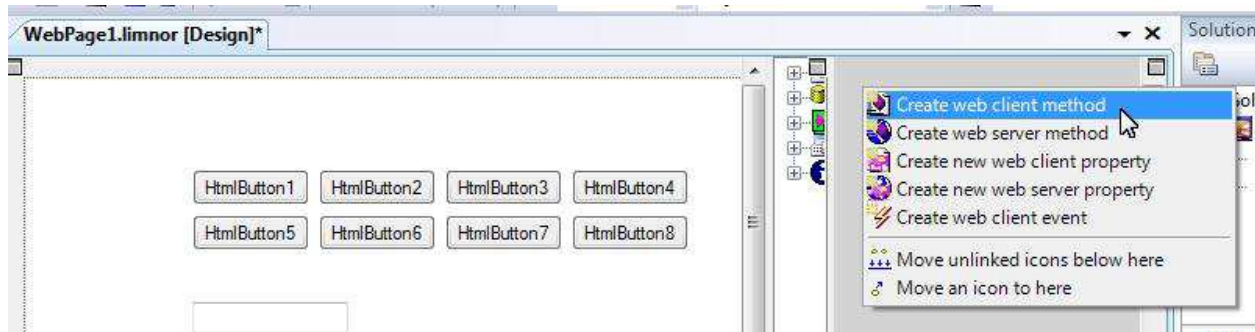 WebPage1.limnor [Design]*
Solution
HtmlButton1 HtmlButton2 HtmlButton3 HtmlButton4
HtmlButton5 HtmlButton6 HtmlButton7 HtmlButton8
Create web client method
Create web server method
Create new web client property
Create new web server property
Create web client event
Move unlinked icons below here
Move an icon to here